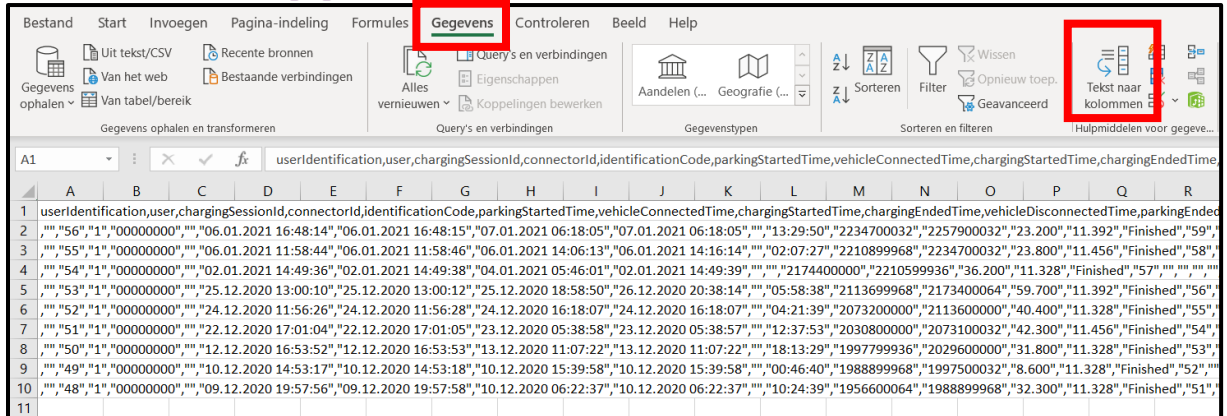 Bestand Start Invoegen Pagina-indeling Formules Gegevens Controleren Beeld Help
Gegevens ophalen
Uit tekst/CSV
Van het web
Van tabel/bereik
Recente bronnen
Bestaande verbindingen
Gegevens ophalen en transformeren
Alles vernieuwen
Query's en verbindingen
Eigenschappen
Koppelingen bewerken
Query's en verbindingen
Aandelen (... Geografie (...
Gegevenstypen
Sorteren
Filter
Wissen
Opnieuw toep.
Geavanceerd
Sorteren en filteren
Tekst naar kolommen
Hulpmiddelen voor gegeve...
A1 fx userIdentification,user,chargingSessionId,connectorId,identificationCode,parkingStartedTime,vehicleConnectedTime,chargingStartedTime,chargingEndedTime,
A B C D E F G H I J K L M N O P Q R
1 userIdentification,user,chargingSessionId,connectorId,identificationCode,parkingStartedTime,vehicleConnectedTime,chargingStartedTime,chargingEndedTime,vehicleDisconnectedTime,parkingEnded
2 ,"","56","1","00000000","","06.01.2021 16:48:14","06.01.2021 16:48:15","07.01.2021 06:18:05","07.01.2021 06:18:05","","13:29:50","2234700032","2257900032","23.200","11.392","Finished","59",
3 ,"","55","1","00000000","","06.01.2021 11:58:44","06.01.2021 11:58:46","06.01.2021 14:06:13","06.01.2021 14:16:14","","02:07:27","2210899968","2234700032","23.800","11.456","Finished","58",
4 ,"","54","1","00000000","","02.01.2021 14:49:36","02.01.2021 14:49:38","04.01.2021 05:46:01","02.01.2021 14:49:39","","","2174400000","2210599936","36.200","11.328","Finished","57","","","",""
5 ,"","53","1","00000000","","25.12.2020 13:00:10","25.12.2020 13:00:12","25.12.2020 18:58:50","26.12.2020 20:38:14","","05:58:38","2113699968","2173400064","59.700","11.392","Finished","56",
6 ,"","52","1","00000000","","24.12.2020 11:56:26","24.12.2020 11:56:28","24.12.2020 16:18:07","24.12.2020 16:18:07","","04:21:39","2073200000","2113600000","40.400","11.328","Finished","55",
7 ,"","51","1","00000000","","22.12.2020 17:01:04","22.12.2020 17:01:05","23.12.2020 05:38:58","23.12.2020 05:38:57","","12:37:53","2030800000","2073100032","42.300","11.456","Finished","54",
8 ,"","50","1","00000000","","12.12.2020 16:53:52","12.12.2020 16:53:53","13.12.2020 11:07:22","13.12.2020 11:07:22","","18:13:29","1997799936","2029600000","31.800","11.328","Finished","53",
9 ,"","49","1","00000000","","10.12.2020 14:53:17","10.12.2020 14:53:18","10.12.2020 15:39:58","10.12.2020 15:39:58","","00:46:40","1988899968","1997500032","8.600","11.328","Finished","52",""
10 ,"","48","1","00000000","","09.12.2020 19:57:56","09.12.2020 19:57:58","10.12.2020 06:22:37","10.12.2020 06:22:37","","10:24:39","1956600064","1988899968","32.300","11.328","Finished","51",
11